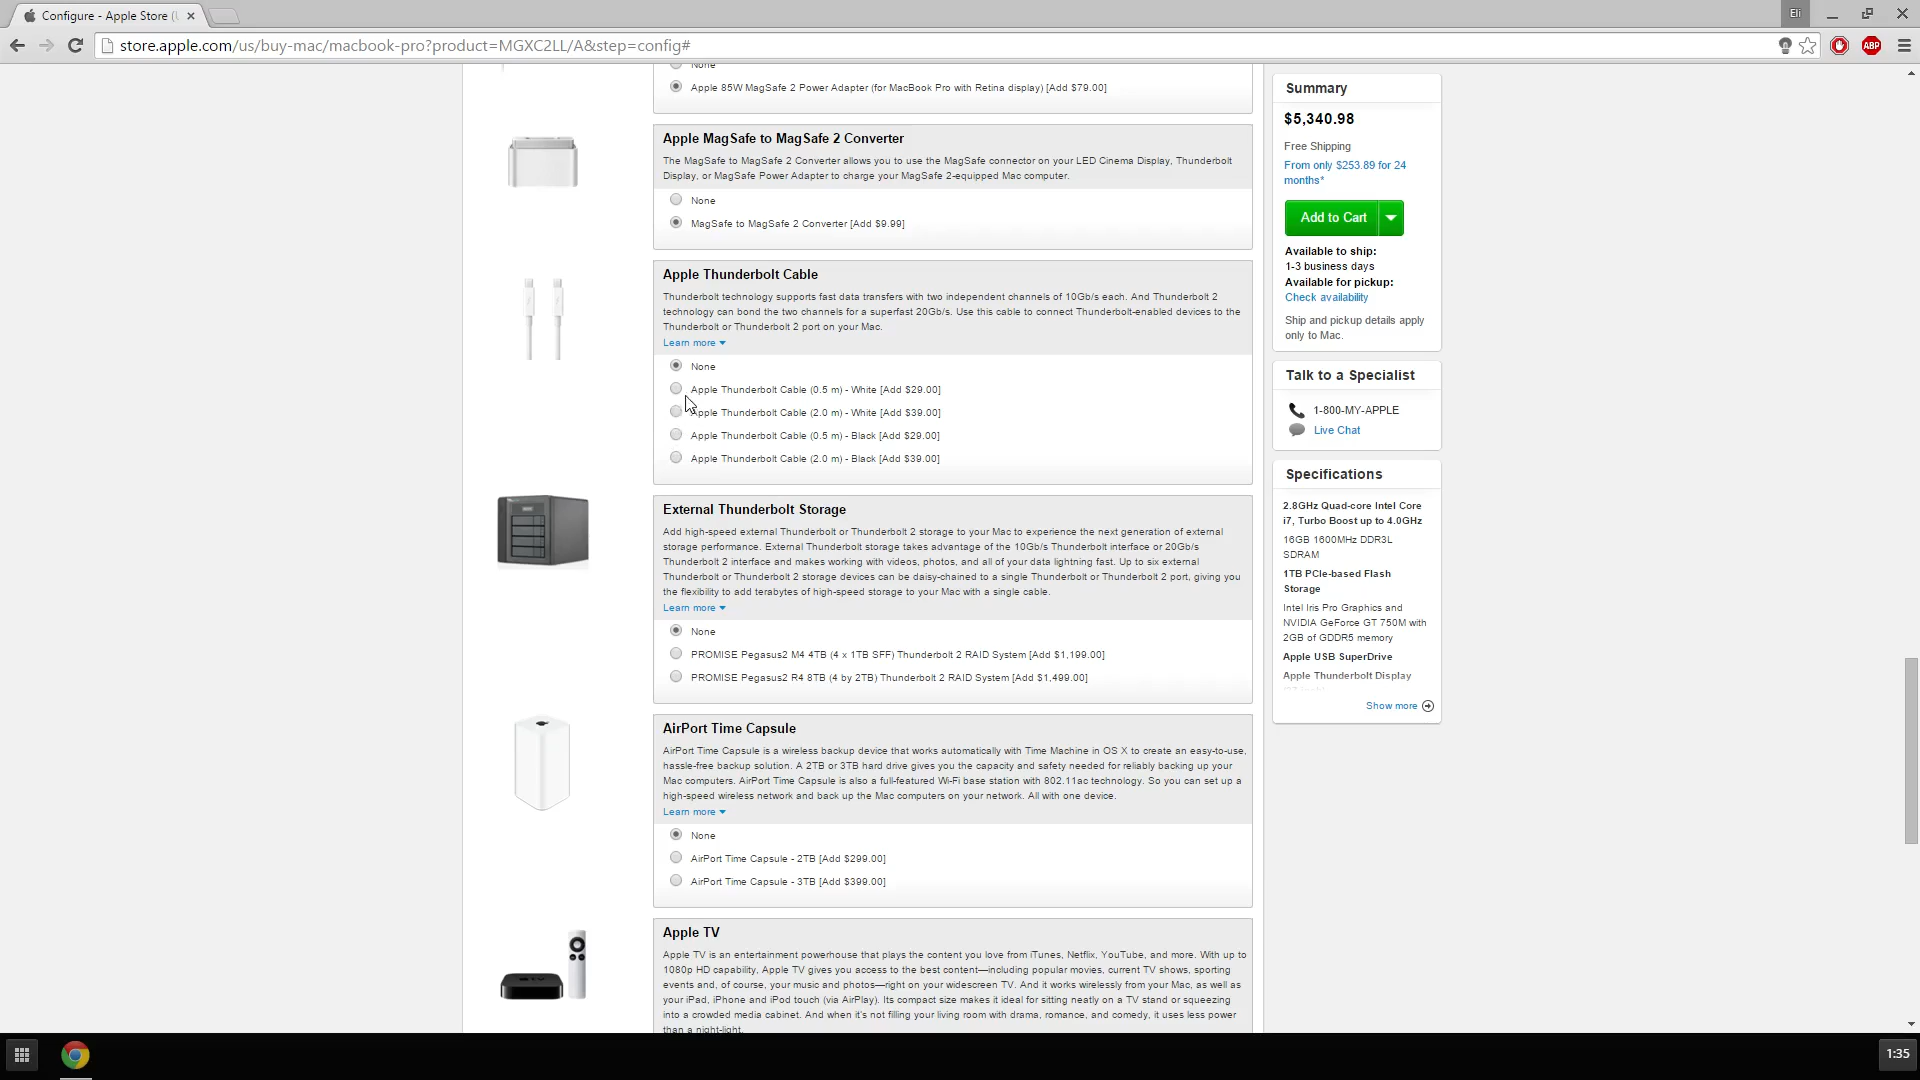 Configure - Apple Store (
Eli
store.apple.com/us/buy-mac/macbook-pro?product=MGXC2LL/A&step=config#
ABP
None
Apple 85W MagSafe 2 Power Adapter (for MacBook Pro with Retina display) [Add $79.00]
Apple MagSafe to MagSafe 2 Converter
The MagSafe to MagSafe 2 Converter allows you to use the MagSafe connector on your LED Cinema Display, Thunderbolt
Display, or MagSafe Power Adapter to charge your MagSafe 2-equipped Mac computer.
None
MagSafe to MagSafe 2 Converter [Add $9.99]
Apple Thunderbolt Cable
Thunderbolt technology supports fast data transfers with two independent channels of 10Gb/s each. And Thunderbolt 2
technology can bond the two channels for a superfast 20Gb/s. Use this cable to connect Thunderbolt-enabled devices to the
Thunderbolt or Thunderbolt 2 port on your Mac.
Learn more
None
Apple Thunderbolt Cable (0.5 m) - White [Add $29.00]
Apple Thunderbolt Cable (2.0 m) - White [Add $39.00]
Apple Thunderbolt Cable (0.5 m) - Black [Add $29.00]
Apple Thunderbolt Cable (2.0 m) - Black [Add $39.00]
External Thunderbolt Storage
Add high-speed external Thunderbolt or Thunderbolt 2 storage to your Mac to experience the next generation of external
storage performance. External Thunderbolt storage takes advantage of the 10Gb/s Thunderbolt interface or 20Gb/s
Thunderbolt 2 interface and makes working with videos, photos, and all of your data lightning fast. Up to six external
Thunderbolt or Thunderbolt 2 storage devices can be daisy-chained to a single Thunderbolt or Thunderbolt 2 port, giving you
the flexibility to add terabytes of high-speed storage to your Mac with a single cable.
Learn more
None
PROMISE Pegasus2 M4 4TB (4 x 1TB SFF) Thunderbolt 2 RAID System [Add $1,199.00]
PROMISE Pegasus2 R4 8TB (4 by 2TB) Thunderbolt 2 RAID System [Add $1,499.00]
AirPort Time Capsule
AirPort Time Capsule is a wireless backup device that works automatically with Time Machine in OS X to create an easy-to-use,
hassle-free backup solution. A 2TB or 3TB hard drive gives you the capacity and safety needed for reliably backing up your
Mac computers. AirPort Time Capsule is also a full-featured Wi-Fi base station with 802.11ac technology. So you can set up a
high-speed wireless network and back up the Mac computers on your network. All with one device.
Learn more
None
AirPort Time Capsule - 2TB [Add $299.00]
AirPort Time Capsule - 3TB [Add $399.00]
Apple TV
Apple TV is an entertainment powerhouse that plays the content you love from iTunes, Netflix, YouTube, and more. With up to
1080p HD capability, Apple TV gives you access to the best content—including popular movies, current TV shows, sporting
events and, of course, your music and photos—right on your widescreen TV. And it works wirelessly from your Mac, as well as
your iPad, iPhone and iPod touch (via AirPlay). Its compact size makes it ideal for sitting neatly on a TV stand or squeezing
into a crowded media cabinet. And when it's not filling your living room with drama, romance, and comedy, it uses less power
than a night-light.
Summary
$5,340.98
Free Shipping
From only $253.89 for 24
months*
Add to Cart
Available to ship:
1-3 business days
Available for pickup:
Check availability
Ship and pickup details apply
only to Mac.
Talk to a Specialist
1-800-MY-APPLE
Live Chat
Specifications
2.8GHz Quad-core Intel Core
i7, Turbo Boost up to 4.0GHz
16GB 1600MHz DDR3L
SDRAM
1TB PCIe-based Flash
Storage
Intel Iris Pro Graphics and
NVIDIA GeForce GT 750M with
2GB of GDDR5 memory
Apple USB SuperDrive
Apple Thunderbolt Display
Show more
1:35